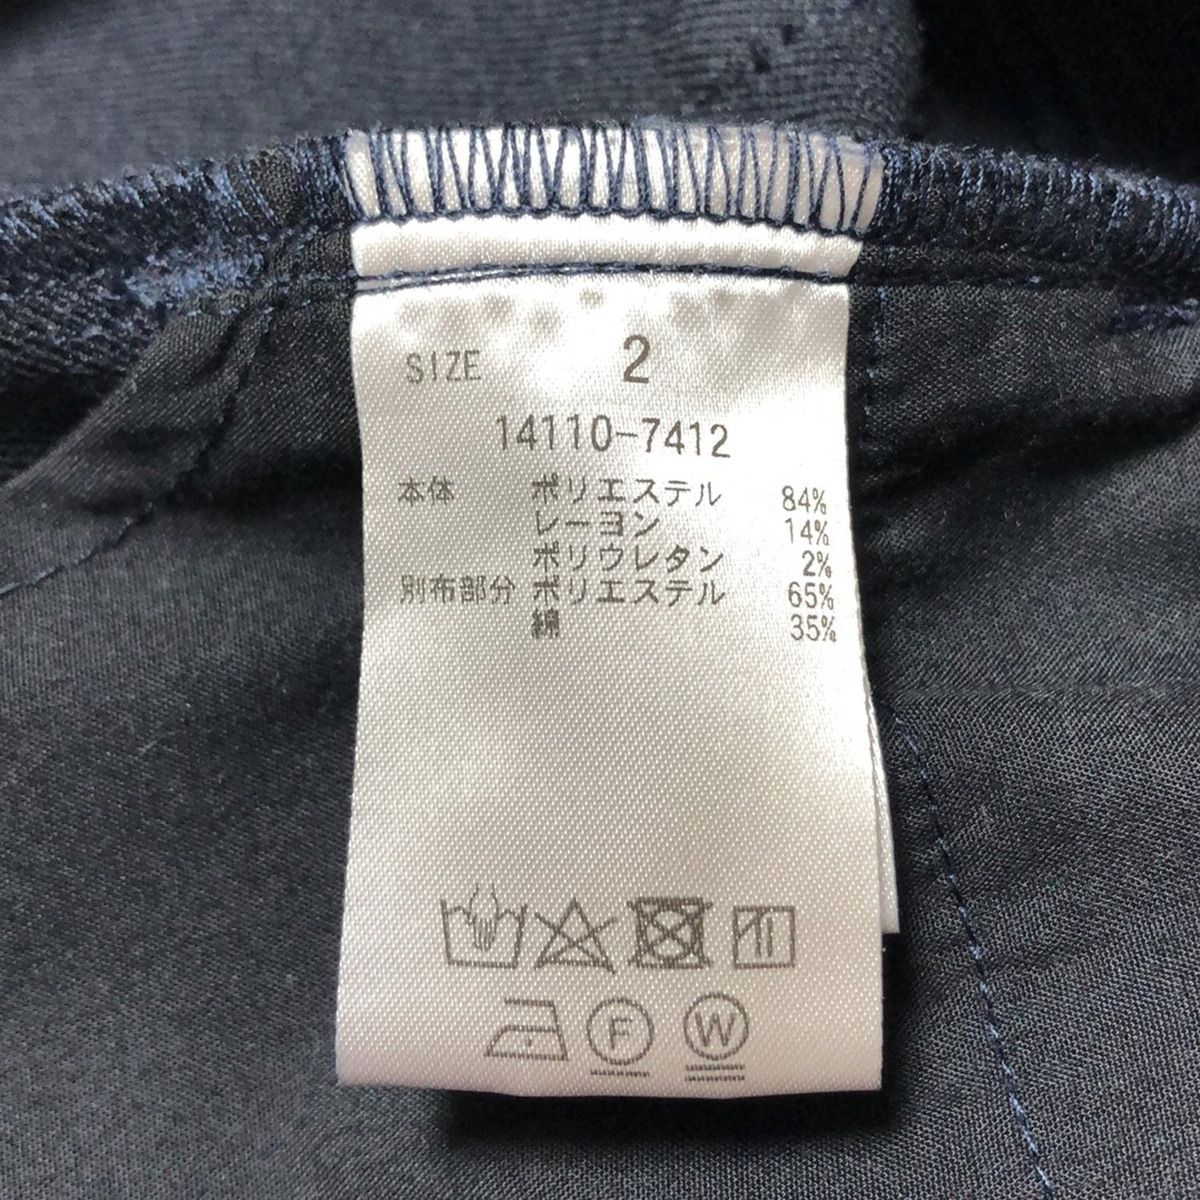 SIZE 2
14110-7412
本体 ポリエステル 84%
レーヨン 14%
ポリウレタン 2%
別布部分 ポリエステル 65%
綿 35%
F W